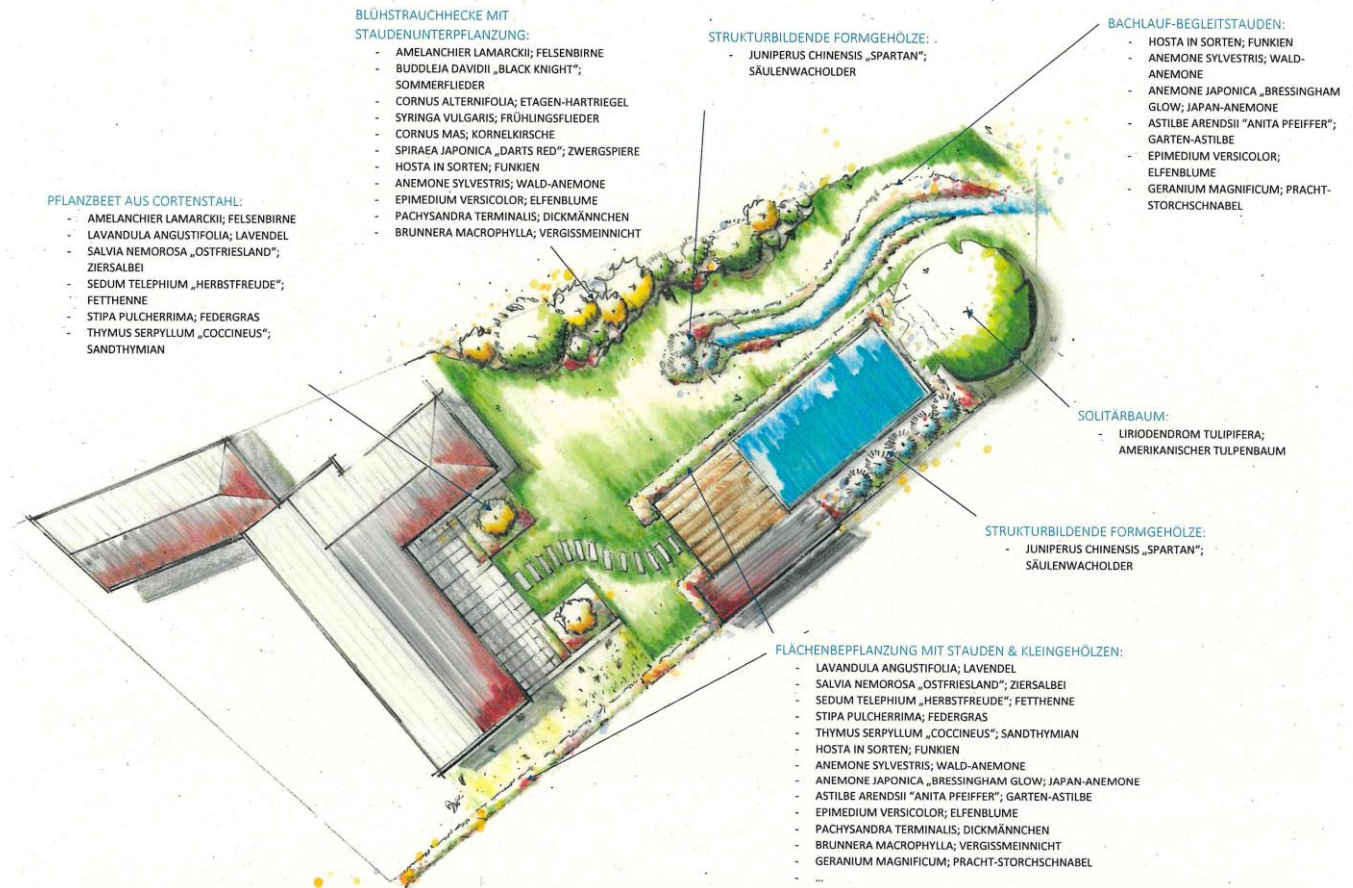 BLÜHSTRAUCHHECKE MIT
STAUDENUNTERPFLANZUNG:
- AMELANCHIER LAMARCKII; FELSENBIRNE
- BUDDLEJA DAVIDII „BLACK KNIGHT";
SOMMERFLIEDER
- CORNUS ALTERNIFOLIA; ETAGEN-HARTRIEGEL
- SYRINGA VULGARIS; FRÜHLINGSFLIEDER
- CORNUS MAS; KORNELKIRSCHE
- SPIRAEA JAPONICA „DARTS RED"; ZWERGSPIERE
- HOSTA IN SORTEN; FUNKIEN
- ANEMONE SYLVESTRIS; WALD-ANEMONE
- EPIMEDIUM VERSICOLOR; ELFENBLUME
- PACHYSANDRA TERMINALIS; DICKMÄNNCHEN
- BRUNNERA MACROPHYLLA; VERGISSMEINNICHT
STRUKTURBILDENDE FORMGEHÖLZE:
- JUNIPERUS CHINENSIS „SPARTAN";
SÄULENWACHOLDER
BACHLAUF-BEGLEITSTAUDEN:
- HOSTA IN SORTEN; FUNKIEN
- ANEMONE SYLVESTRIS; WALD-
ANEMONE
- ANEMONE JAPONICA „BRESSINGHAM
GLOW; JAPAN-ANEMONE
- ASTILBE ARENDSII "ANITA PFEIFFER";
GARTEN-ASTILBE
- EPIMEDIUM VERSICOLOR;
ELFENBLUME
- GERANIUM MAGNIFICUM; PRACHT-
STORCHSCHNABEL
PFLANZBEET AUS CORTENSTAHL:
- AMELANCHIER LAMARCKII; FELSENBIRNE
- LAVANDULA ANGUSTIFOLIA; LAVENDEL
- SALVIA NEMOROSA „OSTFRIESLAND";
ZIERSALBEI
- SEDUM TELEPHIUM „HERBSTFREUDE";
FETTHENNE
- STIPA PULCHERRIMA; FEDERGRAS
- THYMUS SERPYLLUM „COCCINEUS";
SANDTHYMIAN
SOLITÄRBAUM:
- LIRIODENDROM TULIPIFERA;
AMERIKANISCHER TULPENBAUM
STRUKTURBILDENDE FORMGEHÖLZE:
- JUNIPERUS CHINENSIS „SPARTAN";
SÄULENWACHOLDER
FLÄCHENBEPFLANZUNG MIT STAUDEN & KLEINGEHÖLZEN:
- LAVANDULA ANGUSTIFOLIA; LAVENDEL
- SALVIA NEMOROSA „OSTFRIESLAND"; ZIERSALBEI
- SEDUM TELEPHIUM „HERBSTFREUDE"; FETTHENNE
- STIPA PULCHERRIMA; FEDERGRAS
- THYMUS SERPYLLUM „COCCINEUS"; SANDTHYMIAN
- HOSTA IN SORTEN; FUNKIEN
- ANEMONE SYLVESTRIS; WALD-ANEMONE
- ANEMONE JAPONICA „BRESSINGHAM GLOW; JAPAN-ANEMONE
- ASTILBE ARENDSII "ANITA PFEIFFER"; GARTEN-ASTILBE
- EPIMEDIUM VERSICOLOR; ELFENBLUME
- PACHYSANDRA TERMINALIS; DICKMÄNNCHEN
- BRUNNERA MACROPHYLLA; VERGISSMEINNICHT
- GERANIUM MAGNIFICUM; PRACHT-STORCHSCHNABEL
- ...